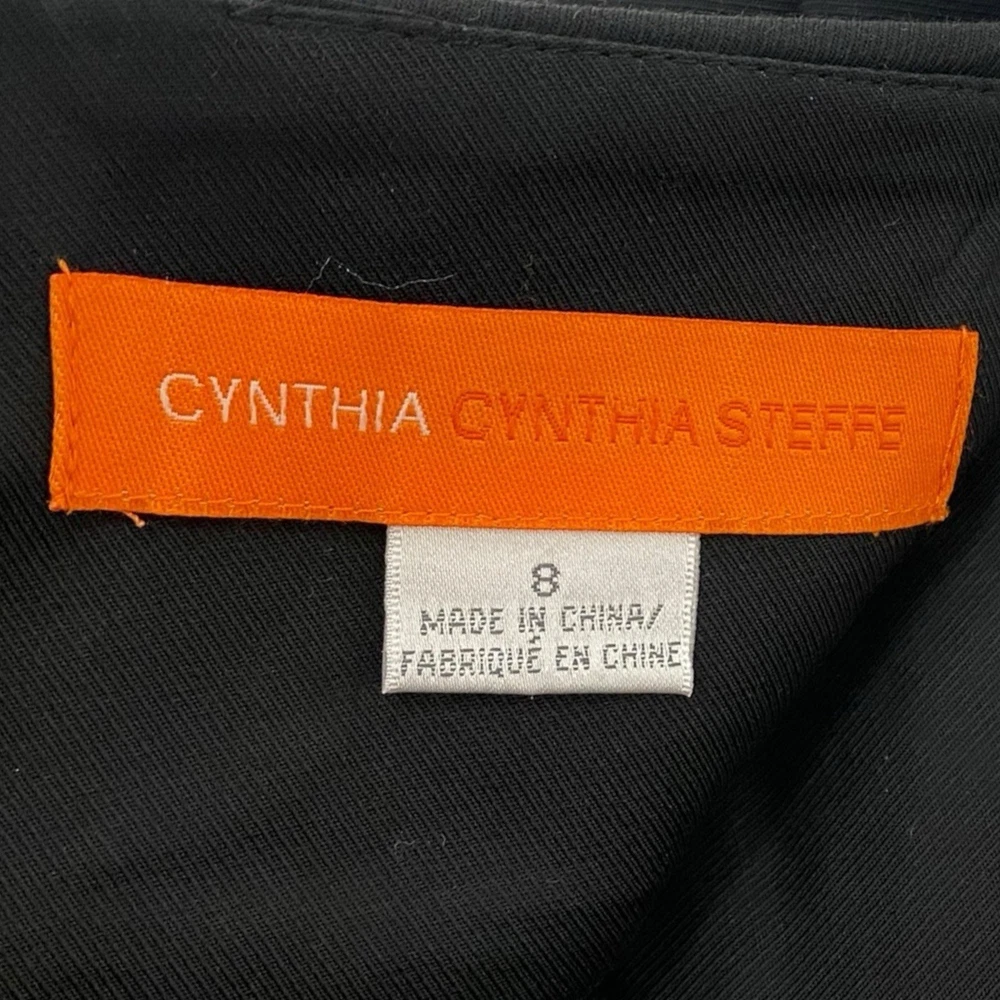 CYNTHIA CYNTHIA STEFFE
8
MADE IN CHINA/
FABRIQUÉ EN CHINE